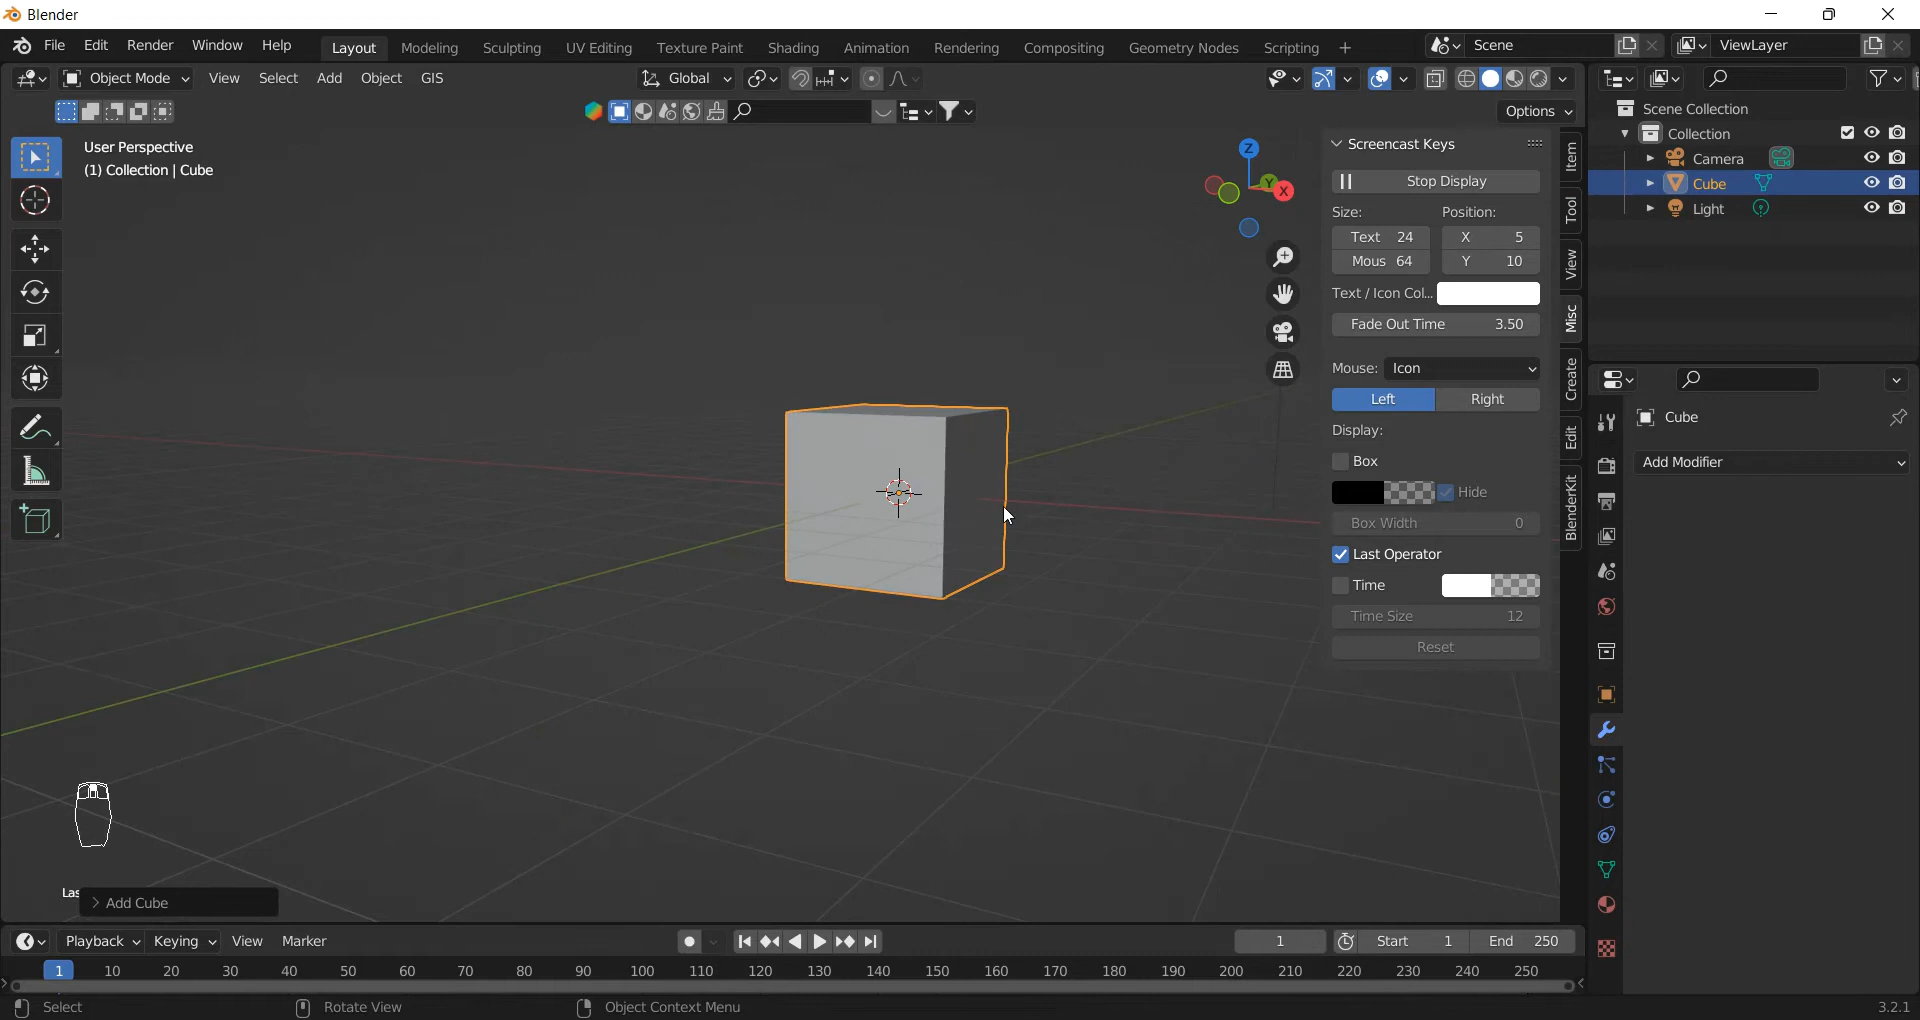 Blender
File Edit Render Window Help Layout Modeling Sculpting UV Editing Texture Paint Shading Animation Rendering Compositing Geometry Nodes Scripting + Scene ViewLayer
Object Mode View Select Add Object GIS Global
Options
User Perspective
(1) Collection | Cube
Z
Y
X
Screencast Keys
Stop Display
Size: Position:
Text 24 X 5
Mous 64 Y 10
Text / Icon Col...
Fade Out Time 3.50
Mouse: Icon
Left Right
Display:
Box
Hide
Box Width 0
Last Operator
Time
Time Size 12
Reset
Item
Tool
View
Misc
Create
Edit
BlenderKit
Scene Collection
Collection
Camera
Cube
Light
Cube
Add Modifier
Las
Add Cube
Playback Keying View Marker 1 Start 1 End 250
1 10 20 30 40 50 60 70 80 90 100 110 120 130 140 150 160 170 180 190 200 210 220 230 240 250
Select Rotate View Object Context Menu 3.2.1